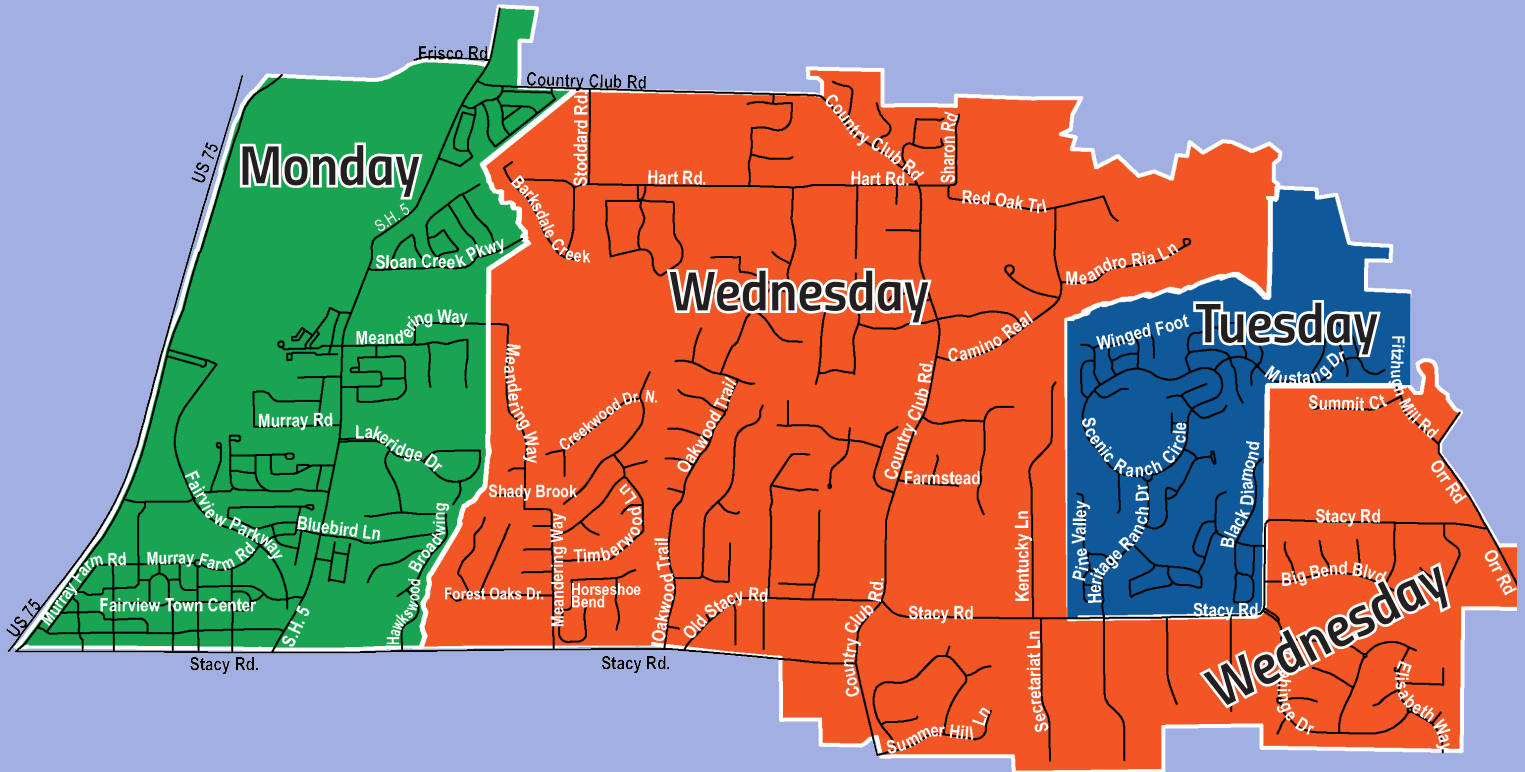 Frisco Rd
Country Club Rd
US 75
Monday
S.H. 5
Sloan Creek Pkwy
Stoddard Rd.
Barksdale Creek
Hart Rd.
Country Club Rd
Sharon Rd
Hart Rd.
Red Oak Trl
Meandro Ria Ln
Wednesday
Tuesday
Meandering Way
Meandering Way
Camino Real
Winged Foot
Mustang Dr
Fitzhugh Mill Rd
Summit Ct
Murray Rd
Lakeridge Dr
Creekwood Dr. N.
Oakwood Trail
Country Club Rd.
Farmstead
Scenic Ranch Circle
Black Diamond
Orr Rd
Shady Brook
Fairview Parkway
Bluebird Ln
Broadwing
Hawkswood
Meandering Way
Timberwood Ln
Oakwood Trail
Kentucky Ln
Pine Valley
Heritage Ranch Dr
Stacy Rd
Big Bend Blvd
Orr Rd
Murray Farm Rd
Murray Farm Rd
Fairview Town Center
US 75
S.H. 5
Forest Oaks Dr.
Horseshoe
Bend
Old Stacy Rd
Country Club Rd.
Stacy Rd
Stacy Rd
Wednesday
Stacy Rd.
Stacy Rd.
Secretariat Ln
Summer Hill Ln
Elisabeth Way